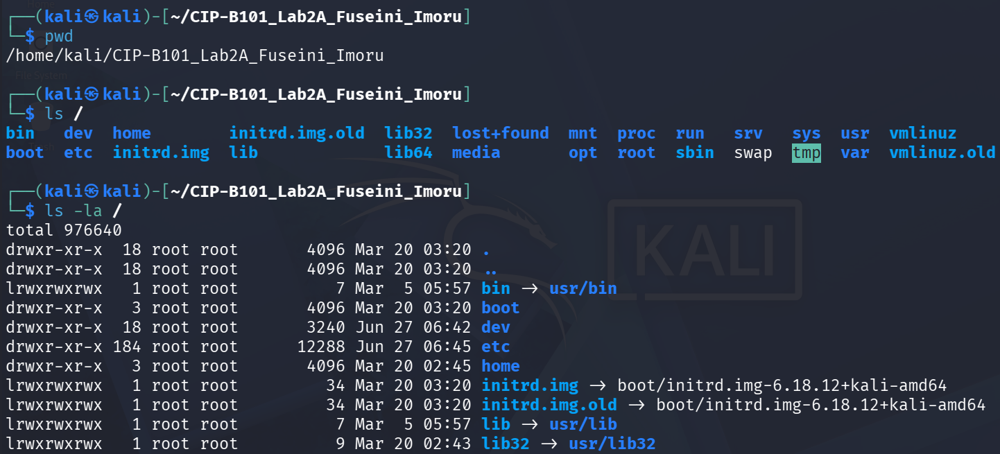 ┌──(kali㉿kali)-[~/CIP-B101_Lab2A_Fuseini_Imoru]
└─$ pwd
/home/kali/CIP-B101_Lab2A_Fuseini_Imoru
File System
┌──(kali㉿kali)-[~/CIP-B101_Lab2A_Fuseini_Imoru]
└─$ ls /
bin dev home initrd.img.old lib32 lost+found mnt proc run srv sys usr vmlinuz
boot etc initrd.img lib lib64 media opt root sbin swap tmp var vmlinuz.old
┌──(kali㉿kali)-[~/CIP-B101_Lab2A_Fuseini_Imoru]
└─$ ls -la /
total 976640
drwxr-xr-x 18 root root 4096 Mar 20 03:20 .
drwxr-xr-x 18 root root 4096 Mar 20 03:20 ..
lrwxrwxrwx 1 root root 7 Mar 5 05:57 bin → usr/bin
drwxr-xr-x 3 root root 4096 Mar 20 03:20 boot
drwxr-xr-x 18 root root 3240 Jun 27 06:42 dev
drwxr-xr-x 184 root root 12288 Jun 27 06:45 etc
drwxr-xr-x 3 root root 4096 Mar 20 02:45 home
lrwxrwxrwx 1 root root 34 Mar 20 03:20 initrd.img → boot/initrd.img-6.18.12+kali-amd64
lrwxrwxrwx 1 root root 34 Mar 20 03:20 initrd.img.old → boot/initrd.img-6.18.12+kali-amd64
lrwxrwxrwx 1 root root 7 Mar 5 05:57 lib → usr/lib
lrwxrwxrwx 1 root root 9 Mar 20 02:43 lib32 → usr/lib32
KALI